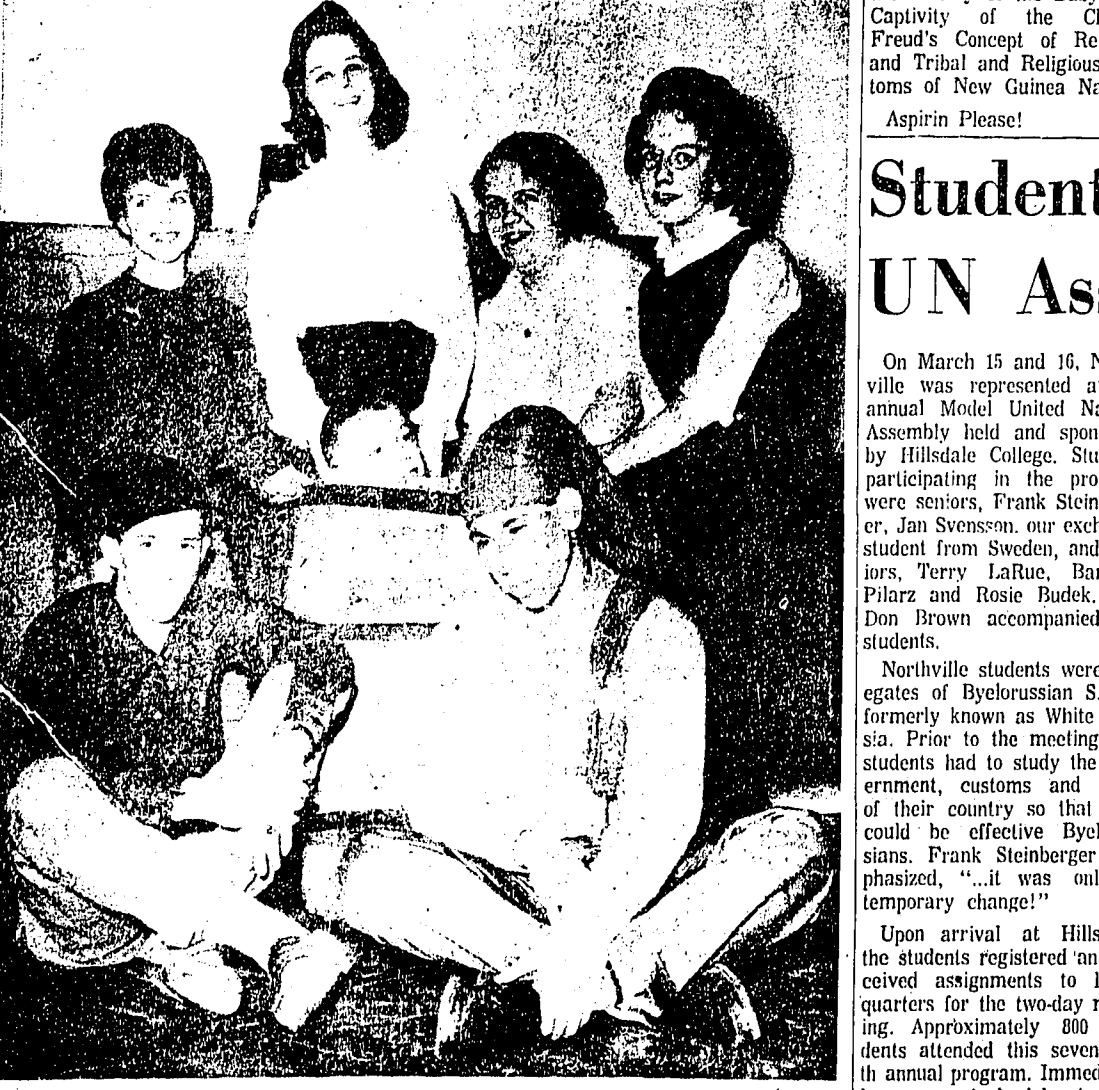 Captivity of the
Freud's Concept of
and Tribal and Religious
toms of New Guinea
Aspirin Please!
Student
UN
On March 15 and 16,
ville was represented
annual Model United
Assembly held and
by Hillsdale College.
participating in the
were seniors, Frank
er, Jan Svensson. our
student from Sweden, and
iors, Terry LaRue,
Pilarz and Rosie Budek.
Don Brown accompanied
students.
Northville students were
egates of Byelorussian S.
formerly known as White
sia. Prior to the meeting
students had to study the
ernment, customs and
of their country so that
could be effective
sians. Frank Steinberger
phasized, "...it was
temporary change!"
Upon arrival at
the students registered
ceived assignments to
quarters for the two-day
ing. Approximately 800
dents attended this
th annual program.